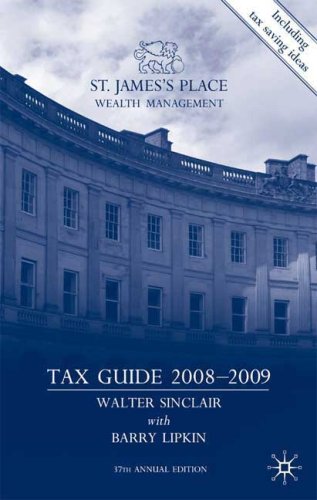 Including
tax saving ideas
ST. JAMES'S PLACE
WEALTH MANAGEMENT
TAX GUIDE 2008–2009
WALTER SINCLAIR
with
BARRY LIPKIN
37TH ANNUAL EDITION